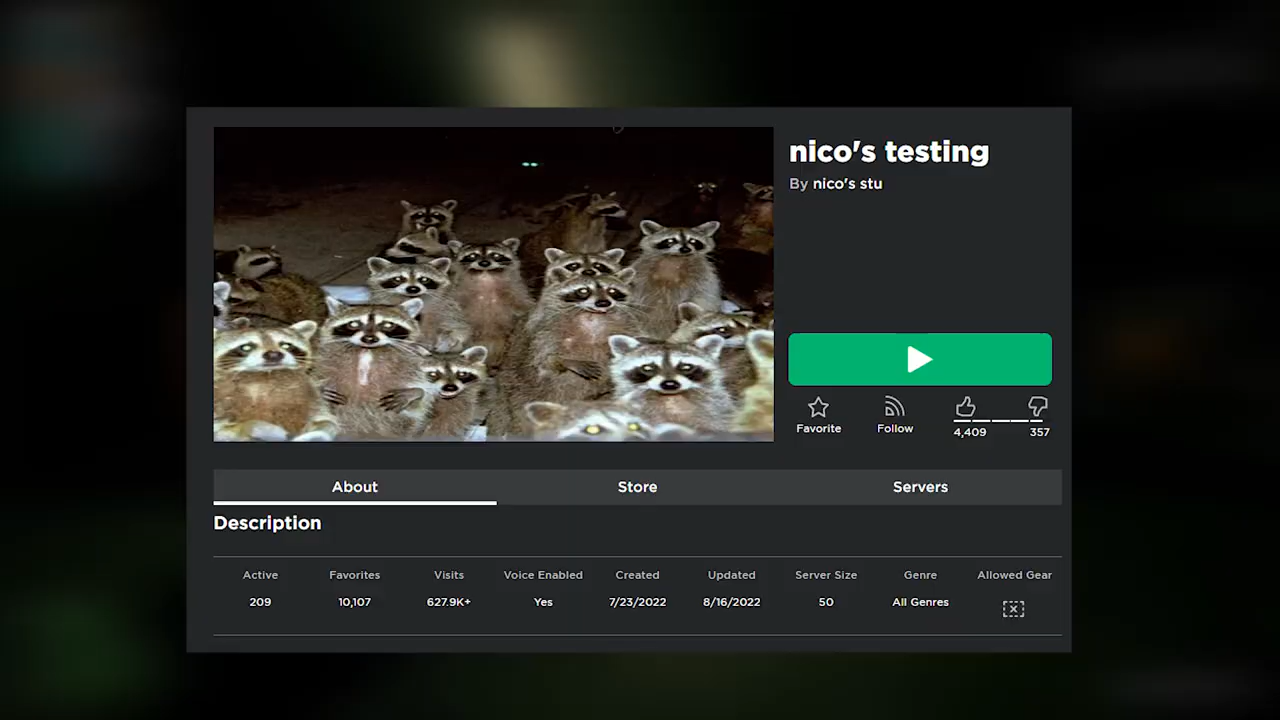 nico's testing
By nico's stu
Favorite
Follow
4,409
357
About
Store
Servers
Description
Active
Favorites
Visits
Voice Enabled
Created
Updated
Server Size
Genre
Allowed Gear
209
10,107
627.9K+
Yes
7/23/2022
8/16/2022
50
All Genres